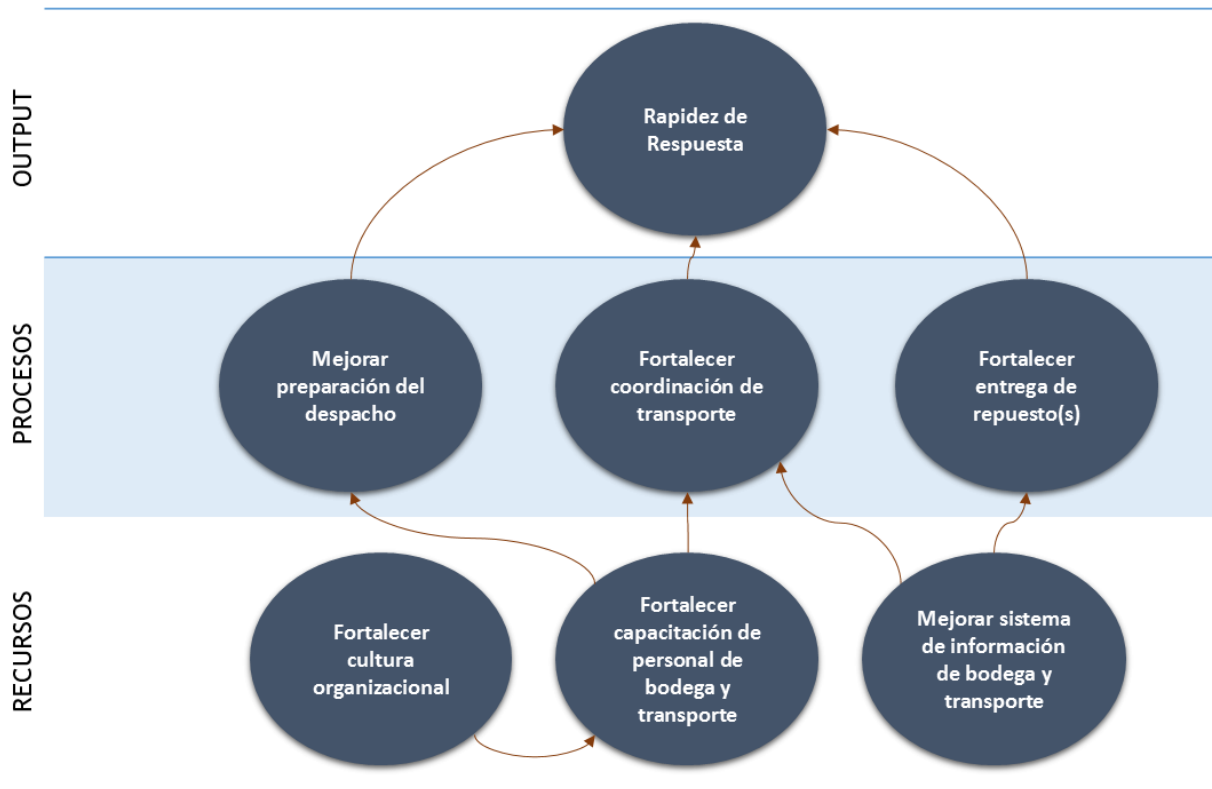 OUTPUT
Rapidez de
Respuesta
PROCESOS
Mejorar
preparación del
despacho
Fortalecer
coordinación de
transporte
Fortalecer
entrega de
repuesto(s)
RECURSOS
Fortalecer
cultura
organizacional
Fortalecer
capacitación de
personal de
bodega y
transporte
Mejorar sistema
de información
de bodega y
transporte